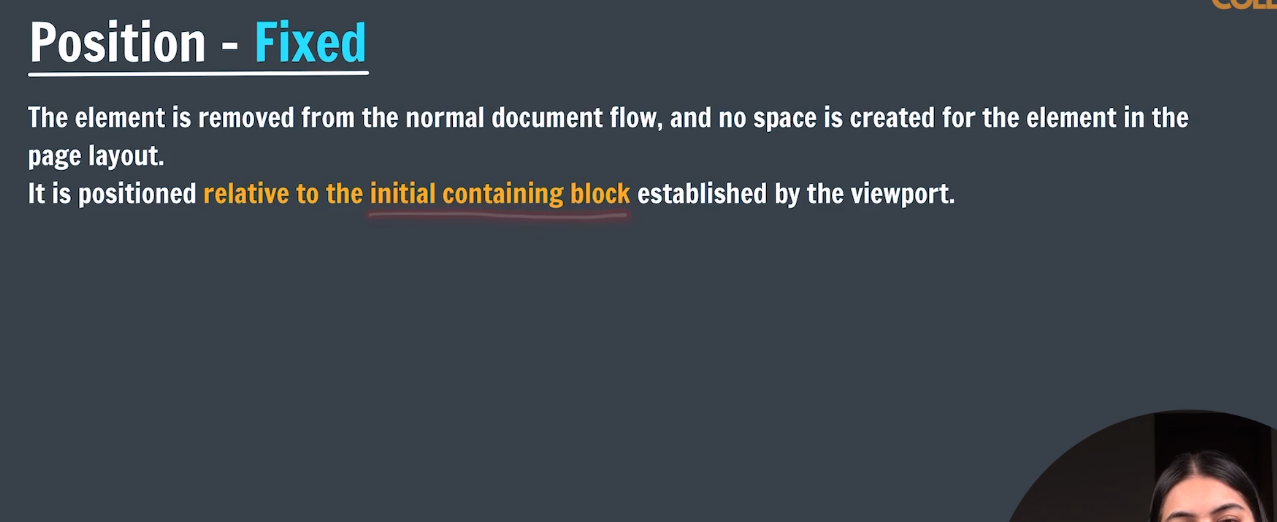 Position - Fixed
The element is removed from the normal document flow, and no space is created for the element in the
page layout.
It is positioned relative to the initial containing block established by the viewport.